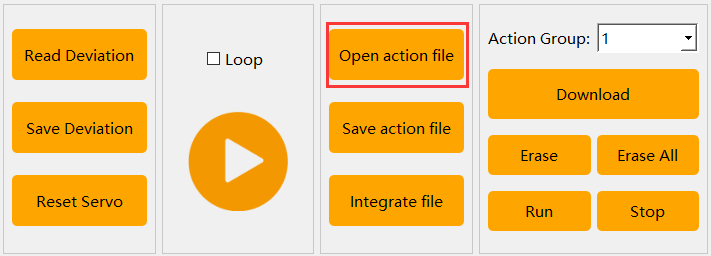 Read Deviation
Save Deviation
Reset Servo
Loop
Open action file
Save action file
Integrate file
Action Group: 1
Download
Erase
Erase All
Run
Stop